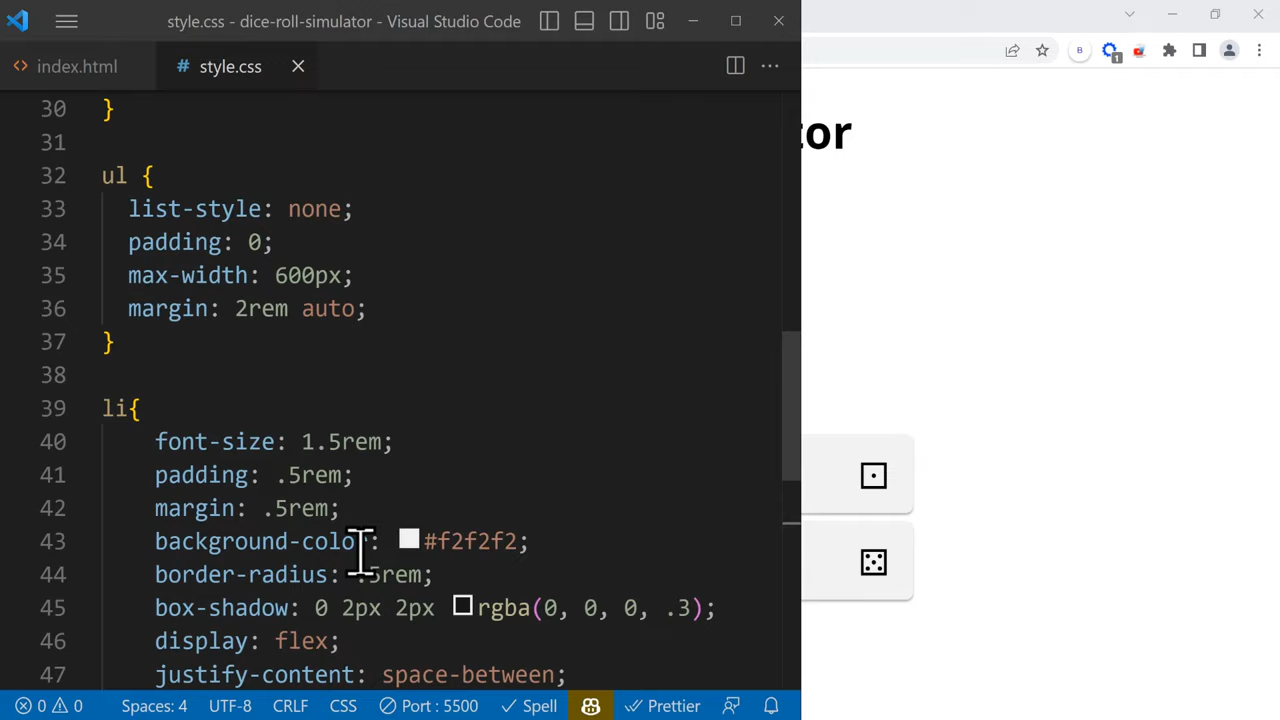 style.css - dice-roll-simulator - Visual Studio Code
index.html
# style.css
30 }
31
32 ul {
33 list-style: none;
34 padding: 0;
35 max-width: 600px;
36 margin: 2rem auto;
37 }
38
39 li{
40 font-size: 1.5rem;
41 padding: .5rem;
42 margin: .5rem;
43 background-color: #f2f2f2;
44 border-radius: .5rem;
45 box-shadow: 0 2px 2px rgba(0, 0, 0, .3);
46 display: flex;
47 justify-content: space-between;
0 0 Spaces: 4 UTF-8 CRLF CSS Port : 5500 Spell Prettier
B 1
tor